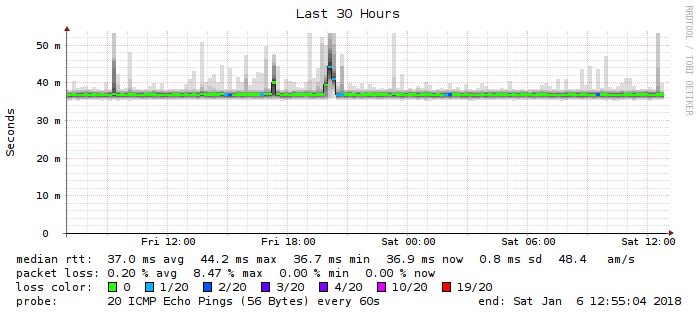 Last 30 Hours
RRDTOOL / TOBI OETIKER
Seconds
50 m
40 m
30 m
20 m
10 m
0
Fri 12:00 Fri 18:00 Sat 00:00 Sat 06:00 Sat 12:00
median rtt: 37.0 ms avg 44.2 ms max 36.7 ms min 36.9 ms now 0.8 ms sd 48.4 am/s
packet loss: 0.20 % avg 8.47 % max 0.00 % min 0.00 % now
loss color: 0 1/20 2/20 3/20 4/20 10/20 19/20
probe: 20 ICMP Echo Pings (56 Bytes) every 60s end: Sat Jan 6 12:55:04 2018